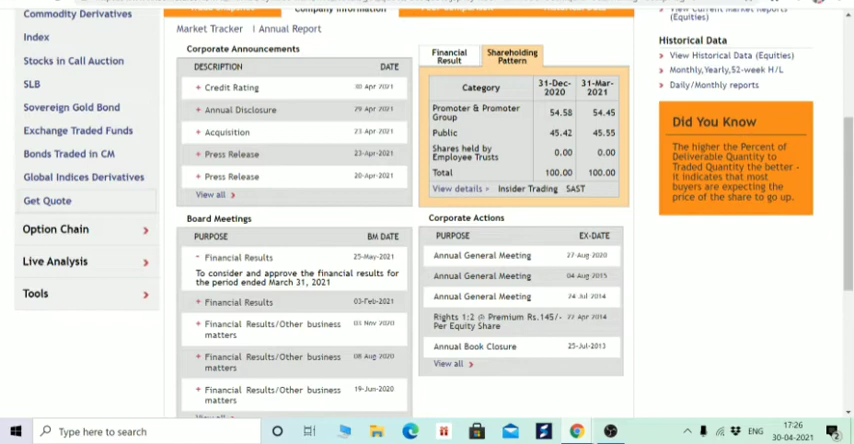 Commodity Derivatives
Index
Stocks in Call Auction
SLB
Sovereign Gold Bond
Exchange Traded Funds
Bonds Traded in CM
Global Indices Derivatives
Get Quote
Option Chain
Live Analysis
Tools
Company Information
Market Tracker | Annual Report
Corporate Announcements
DESCRIPTION DATE
+ Credit Rating 30 Apr 2021
+ Annual Disclosure 29 Apr 2021
+ Acquisition 23 Apr 2021
+ Press Release 23-Apr-2021
+ Press Release 20-Apr-2021
View all >
Board Meetings
PURPOSE BM DATE
- Financial Results 25-May-2021
To consider and approve the financial results for
the period ended March 31, 2021
+ Financial Results 03-Feb-2021
+ Financial Results/Other business 03 Nov 2020
matters
+ Financial Results/Other business 08 Aug 2020
matters
+ Financial Results/Other business 19-Jun-2020
matters
View all
Financial
Result
Shareholding
Pattern
Category 31-Dec-2020 31-Mar-2021
Promoter & Promoter
Group 54.58 54.45
Public 45.42 45.55
Shares held by
Employee Trusts 0.00 0.00
Total 100.00 100.00
View details Insider Trading SAST
Corporate Actions
PURPOSE EX-DATE
Annual General Meeting 27 Aug 2020
Annual General Meeting 04 Aug 2015
Annual General Meeting 24 Jul 2014
Rights 1:2 @ Premium Rs.145/- 22 Apr 2014
Per Equity Share
Annual Book Closure 25-Jul-2013
View all >
View Current Market Reports
(Equities)
Historical Data
> View Historical Data (Equities)
> Monthly,Yearly,52-week H/L
> Daily/Monthly reports
Did You Know
The higher the Percent of
Deliverable Quantity to
Traded Quantity the better -
it indicates that most
buyers are expecting the
price of the share to go up.
Type here to search
ENG
17:26
30-04-2021
2